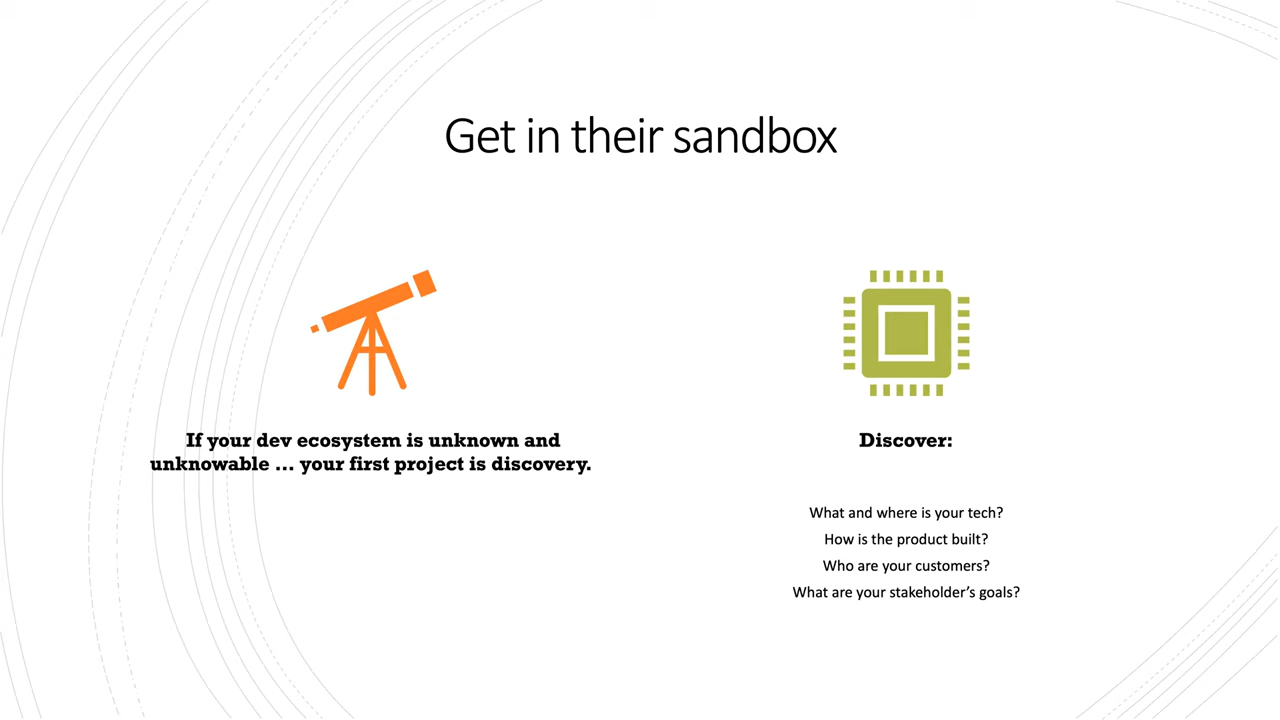 Get in their sandbox
If your dev ecosystem is unknown and
unknowable ... your first project is discovery.
Discover:
What and where is your tech?
How is the product built?
Who are your customers?
What are your stakeholder’s goals?